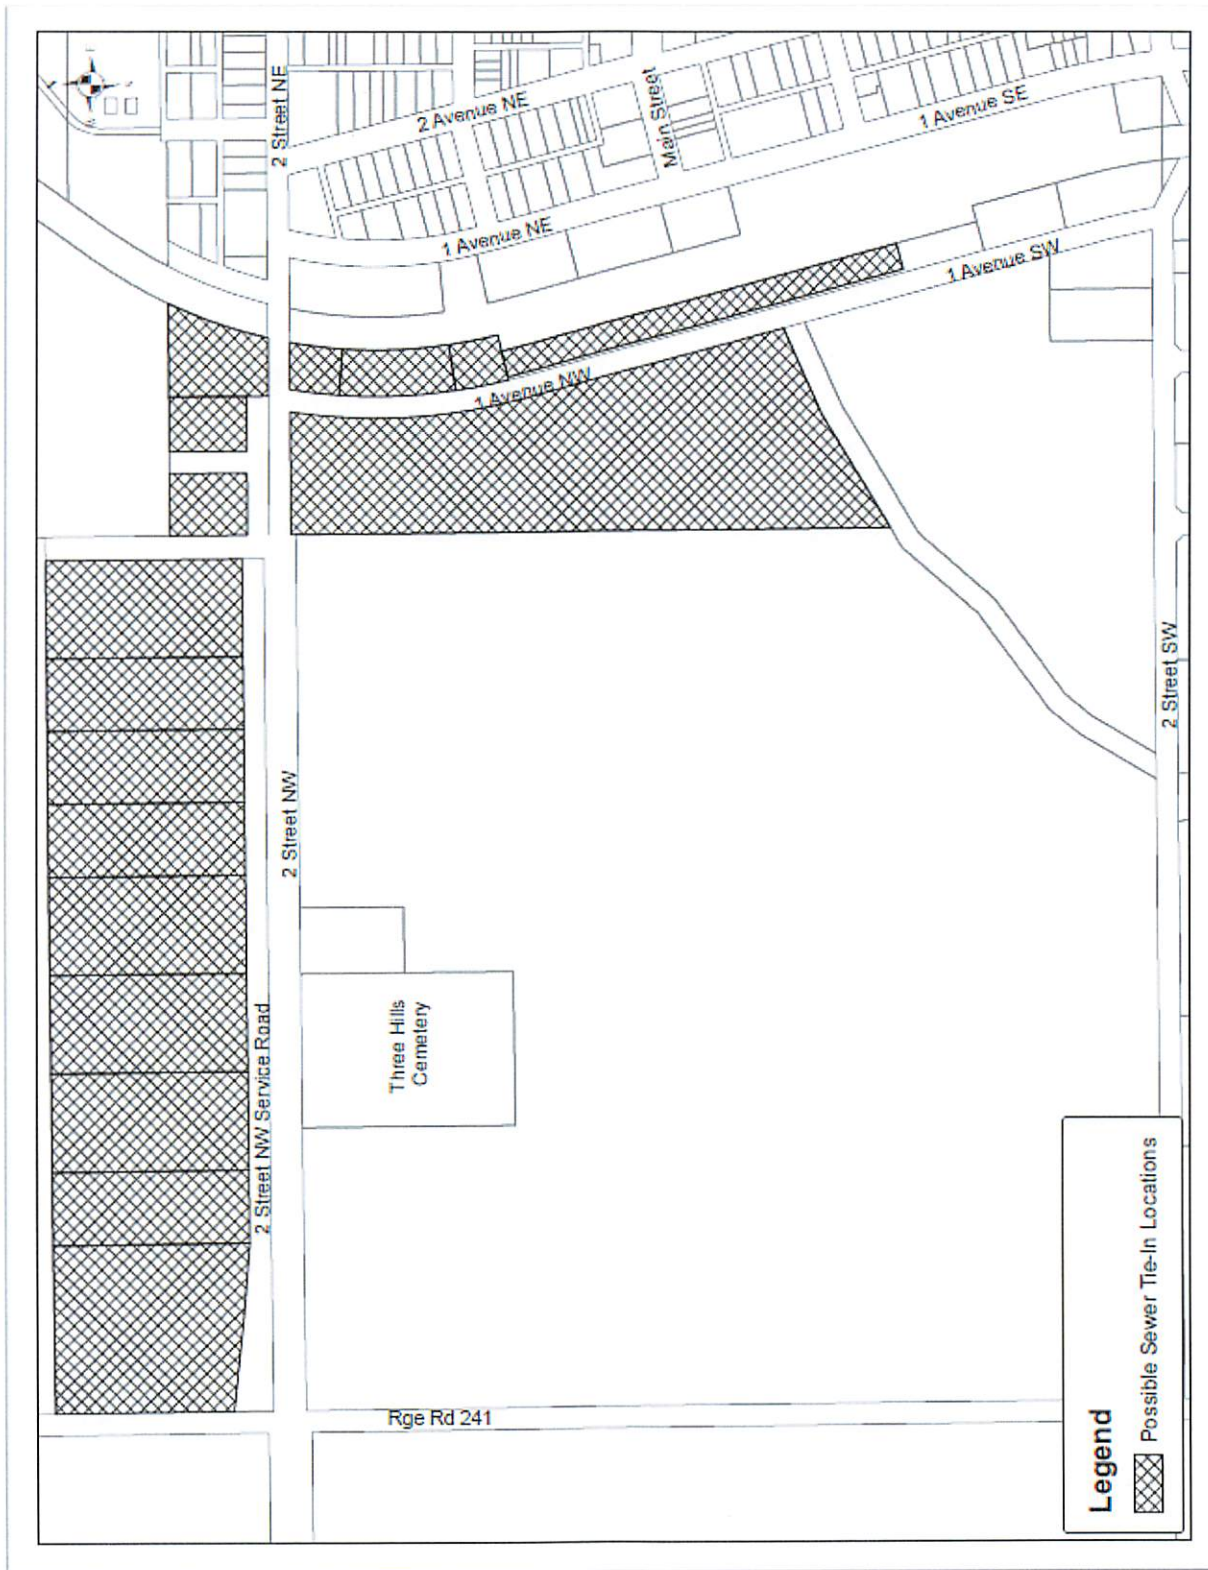 2 Street NE
2 Avenue NE
Main Street
1 Avenue SE
1 Avenue NE
1 Avenue SW
1 Avenue NW
2 Street NW
2 Street SW
2 Street NW Service Road
Three Hills
Cemetery
Rge Rd 241
Legend
Possible Sewer Tie-In Locations